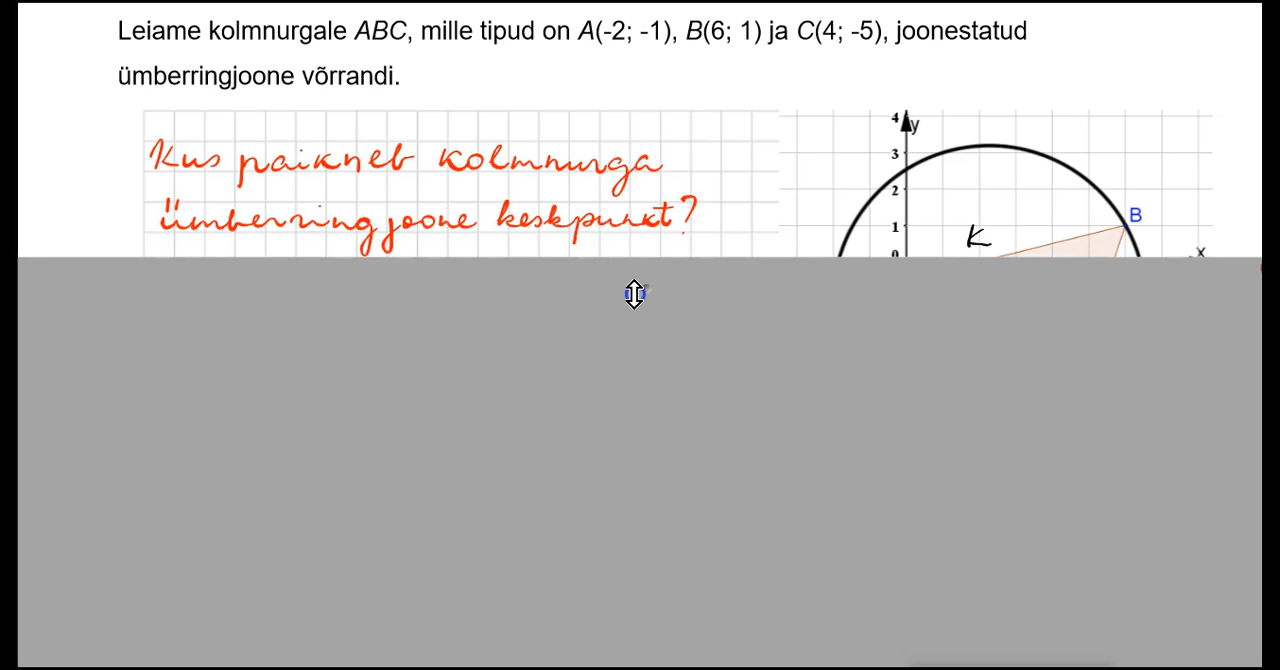 Leiame kolmnurgale ABC, mille tipud on A(-2; -1), B(6; 1) ja C(4; -5), joonestatud
ümberringjoone võrrandi.
Kus paikneb kolmnurga
ümberringjoone keskpunkt?
4 y
3
2
B
1
K
0
x